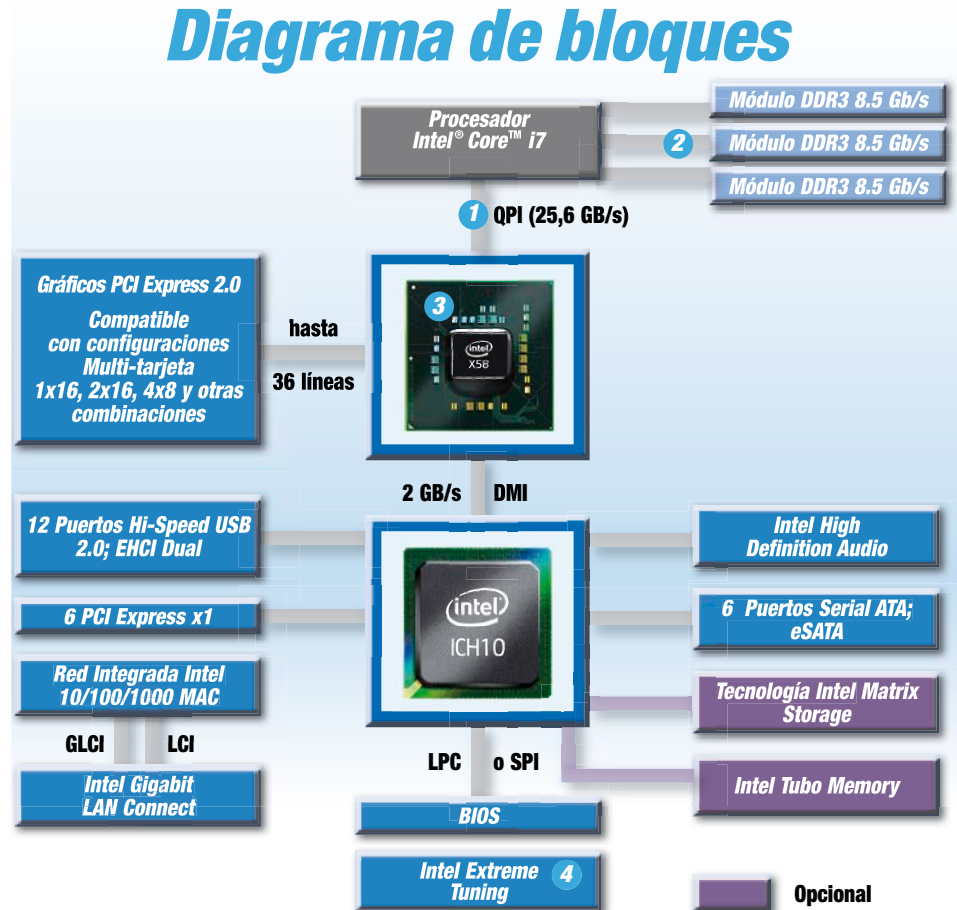 Diagrama de bloques
Procesador
Intel® Core™ i7
Módulo DDR3 8.5 Gb/s
2
Módulo DDR3 8.5 Gb/s
Módulo DDR3 8.5 Gb/s
1 QPI (25,6 GB/s)
Gráficos PCI Express 2.0
Compatible
con configuraciones
Multi-tarjeta
1x16, 2x16, 4x8 y otras
combinaciones
hasta
36 líneas
3
intel
X58
2 GB/s DMI
12 Puertos Hi-Speed USB
2.0; EHCI Dual
6 PCI Express x1
Red Integrada Intel
10/100/1000 MAC
GLCI LCI
Intel Gigabit
LAN Connect
intel
ICH10
Intel High
Definition Audio
6 Puertos Serial ATA;
eSATA
Tecnología Intel Matrix
Storage
Intel Tubo Memory
LPC o SPI
BIOS
Intel Extreme
Tuning
4
Opcional